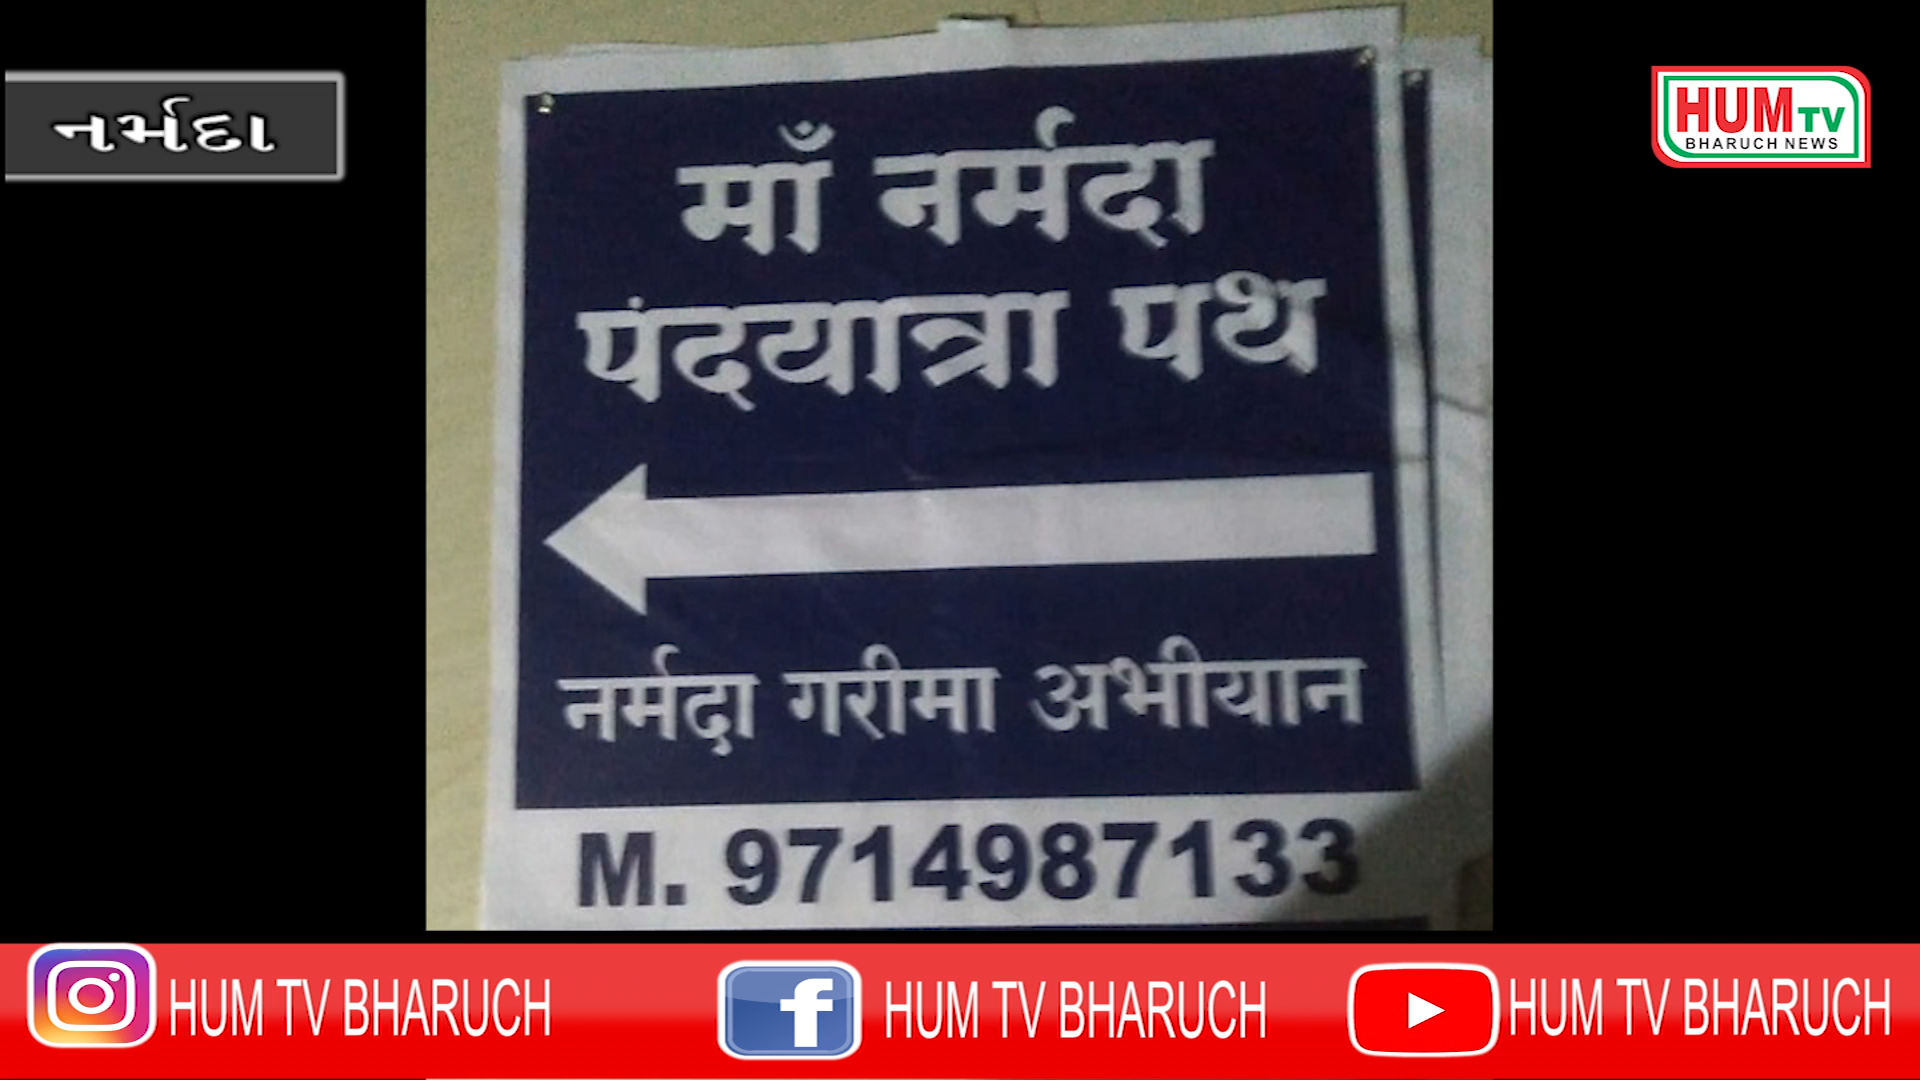 નર્મદા
HUM TV
BHARUCH NEWS
माँ नर्मदा
पंदयात्रा पथ
नर्मदा गरीमा अभीयान
M. 9714987133
HUM TV BHARUCH
HUM TV BHARUCH
HUM TV BHARUCH